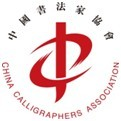 中國書法家協會
CHINA CALLIGRAPHERS ASSOCIATION